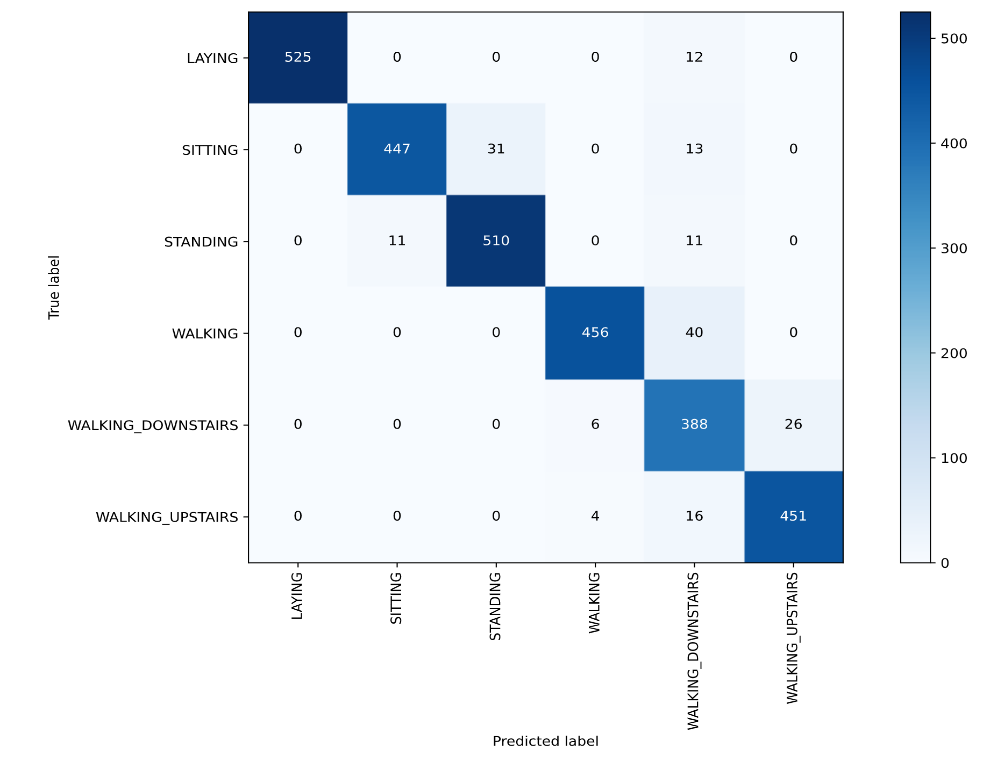 LAYING 525 0 0 0 12 0
SITTING 0 447 31 0 13 0
STANDING 0 11 510 0 11 0
WALKING 0 0 0 456 40 0
WALKING_DOWNSTAIRS 0 0 0 6 388 26
WALKING_UPSTAIRS 0 0 0 4 16 451
True label
LAYING
SITTING
STANDING
WALKING
WALKING_DOWNSTAIRS
WALKING_UPSTAIRS
Predicted label
500
400
300
200
100
0